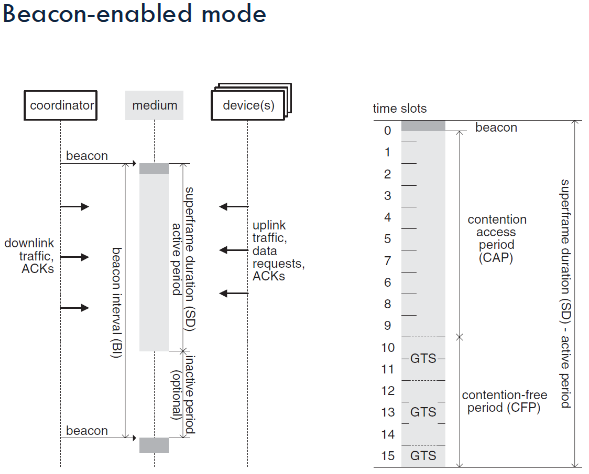 Beacon-enabled mode
coordinator
medium
device(s)
beacon
downlink
traffic,
ACKs
beacon interval (BI)
superframe duration (SD)
active period
inactive period
(optional)
uplink
traffic,
data
requests,
ACKs
beacon
time slots
0
1
2
3
4
5
7
6
8
9
10
11
12
13
14
15
beacon
contention
access
period
(CAP)
GTS
GTS
GTS
contention-free
period (CFP)
superframe duration (SD) - active period